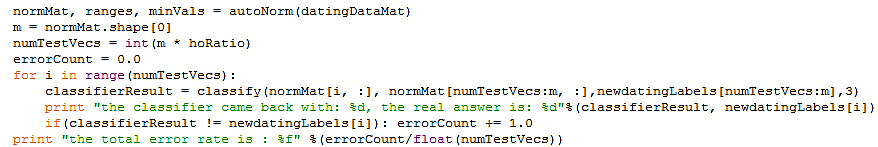 normMat, ranges, minVals = autoNorm(datingDataMat)
m = normMat.shape[0]
numTestVecs = int(m * hoRatio)
errorCount = 0.0
for i in range(numTestVecs):
    classifierResult = classify(normMat[i, :], normMat[numTestVecs:m, :],newdatingLabels[numTestVecs:m],3)
    print "the classifier came back with: %d, the real answer is: %d"%(classifierResult, newdatingLabels[i])
    if(classifierResult != newdatingLabels[i]): errorCount += 1.0
print "the total error rate is : %f" %(errorCount/float(numTestVecs))